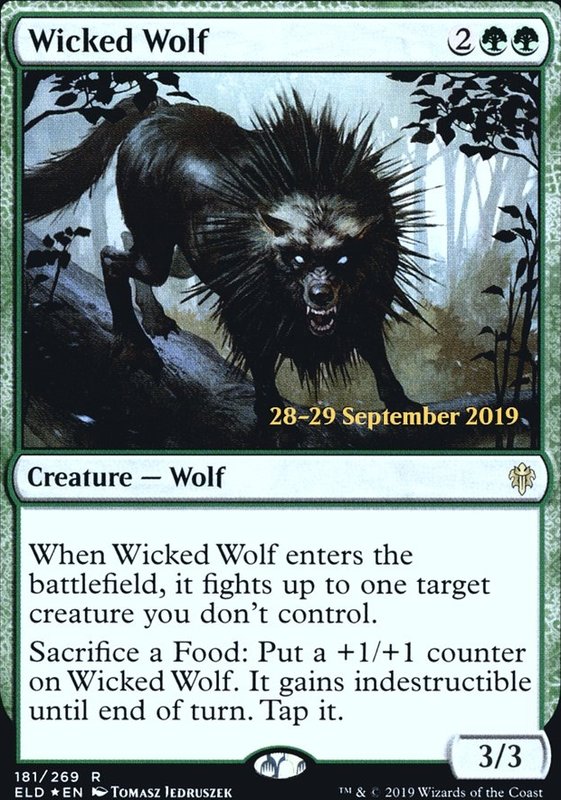 Wicked Wolf 2
28–29 September 2019
Creature — Wolf
When Wicked Wolf enters the
battlefield, it fights up to one target
creature you don't control.
Sacrifice a Food: Put a +1/+1 counter
on Wicked Wolf. It gains indestructible
until end of turn. Tap it.
3/3
181/269 R
ELD ★ EN Tomasz Jedruszek
™ & © 2019 Wizards of the Coast